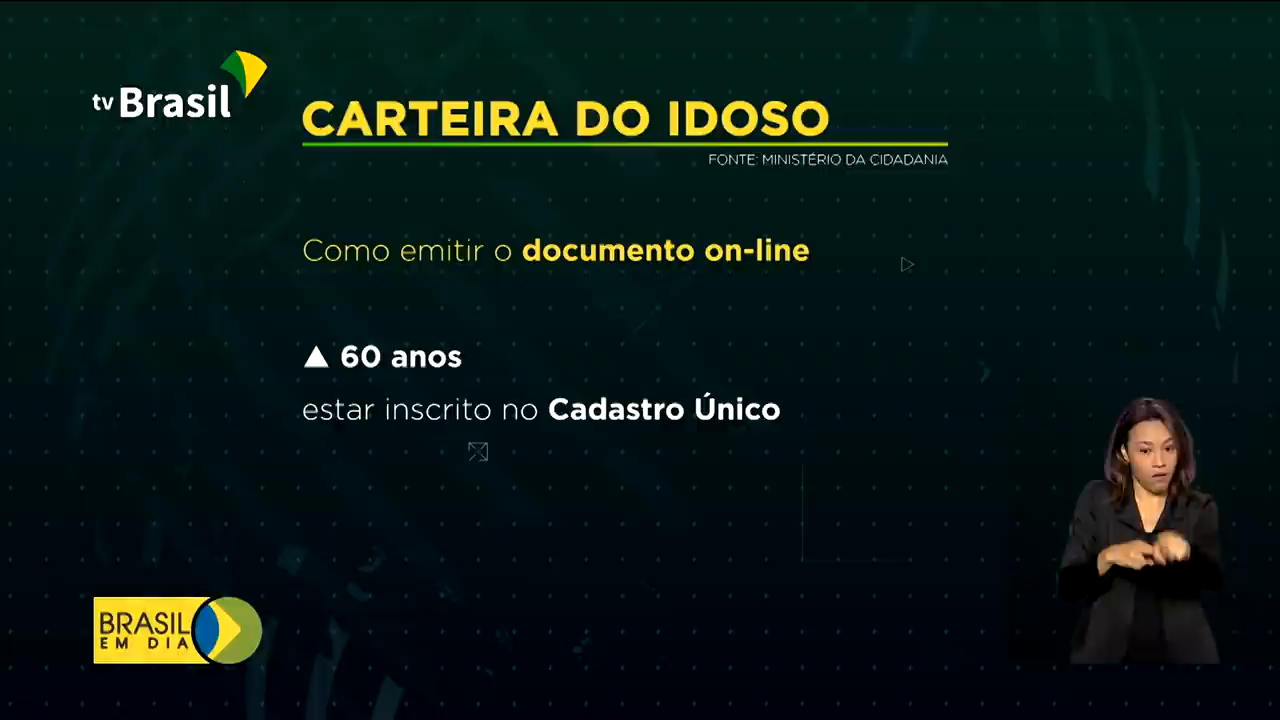 tv Brasil
CARTEIRA DO IDOSO
FONTE: MINISTÉRIO DA CIDADANIA
Como emitir o documento on-line
▲ 60 anos
estar inscrito no Cadastro Único
BRASIL
EM DIA